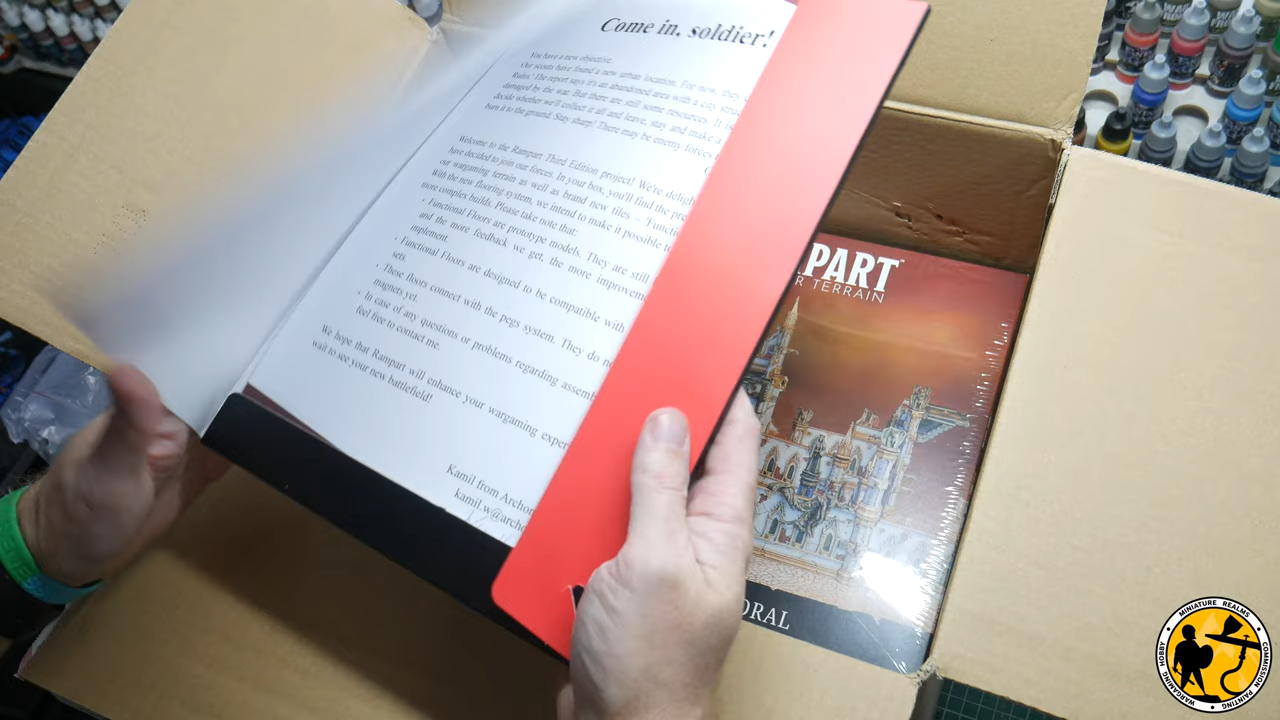 Come in, soldier!
You have a new objective.
Our scouts have found a new urban location. For now, they
Ruins.' The report says it's an abandoned area with a city
damaged by the war. But there are still some resources. It
decide whether we'll collect it all and leave, stay and make a
burn it to the ground. Stay sharp! There may be enemy forces
Welcome to the Rampart Third Edition project! We're
have decided to join our forces. In your box, you'll find the
our wargaming terrain as well as brand new tiles –
With the new flooring system, we intend to make it possible
more complex builds. Please take note that:
• Functional Floors are prototype models. They are still
and the more feedback we get, the more
implement.
• Functional Floors are designed to be compatible with
sets.
• These floors connect with the pegs system. They do
magnets yet.
• In case of any questions or problems regarding
feel free to contact me.
We hope that Rampart will enhance your wargaming
wait to see your new battlefield!
Kamil from
kamil.w@
PART
R TERRAIN
DRAL
MINIATURE REALMS
WARGAMING HOBBY
COMMISSION PAINTING